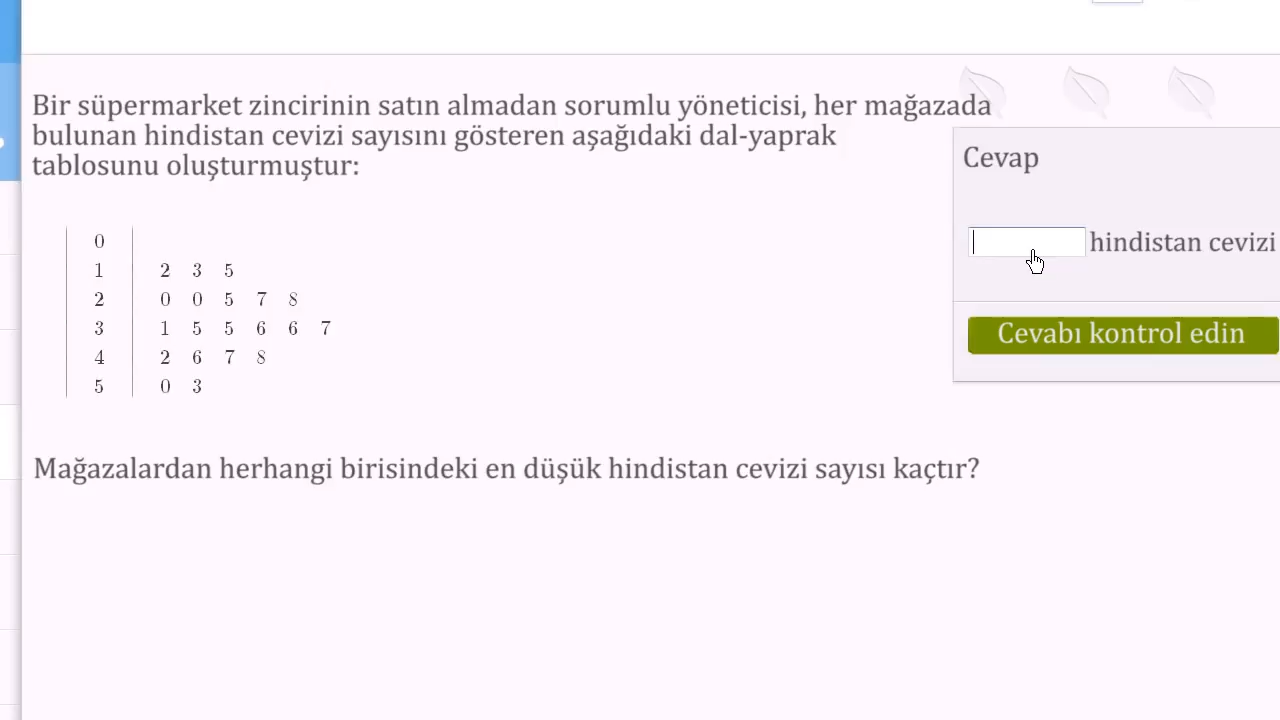 Bir süpermarket zincirinin satın almadan sorumlu yöneticisi, her mağazada
bulunan hindistan cevizi sayısını gösteren aşağıdaki dal-yaprak
tablosunu oluşturmuştur:
0
1 2 3 5
2 0 0 5 7 8
3 1 5 5 6 6 7
4 2 6 7 8
5 0 3
Mağazalardan herhangi birisindeki en düşük hindistan cevizi sayısı kaçtır?
Cevap
hindistan cevizi
Cevabı kontrol edin